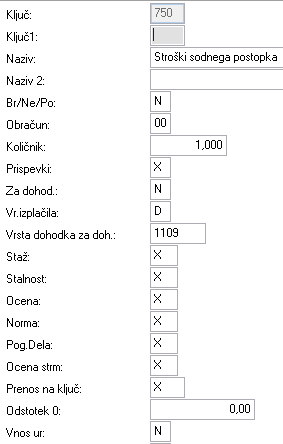 Ključ: 750
Ključ1:
Naziv: Stroški sodnega postopka
Naziv 2:
Br/Ne/Po: N
Obračun: 00
Količnik: 1,000
Prispevki: X
Za dohod.: N
Vr.izplačila: D
Vrsta dohodka za doh.: 1109
Staž: X
Stalnost: X
Ocena: X
Norma: X
Pog.Dela: X
Ocena strm: X
Prenos na ključ: X
Odstotek 0: 0,00
Vnos ur: N